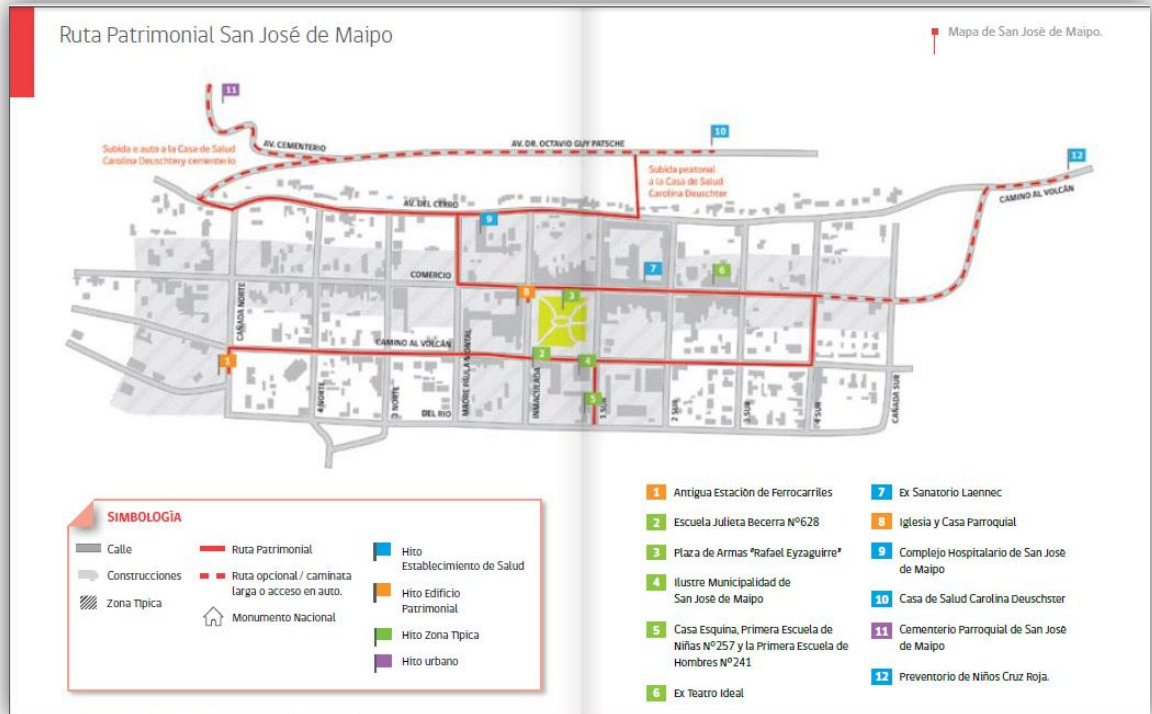 Ruta Patrimonial San José de Maipo
Mapa de San José de Maipo.
11
10
12
Subida e auto a la Casa de Salud
Carolina Deuschtery cementerio
AV. CEMENTERIO
AV. DR. OCTAVIO GUY PATSCHE
Subida peatonal
a la Casa de Salud
Carolina Deuschter
CAMINO AL VOLCÁN
AV. DEL CERRO
9
7
6
COMERCIO
8
3
CAÑADA NORTE
CAMINO AL VOLCÁN
1
2
4
5
4 NORTE
3 NORTE
DEL RIO
MADRE PAULA MONTAL
INMACULADA
1 SUR
2 SUR
3 SUR
4 SUR
CAÑADA SUR
SIMBOLOGÍA
Calle
Construcciones
Zona Típica
Ruta Patrimonial
Ruta opcional / caminata
larga o acceso en auto.
Monumento Nacional
Hito
Establecimiento de Salud
Hito Edificio
Patrimonial
Hito Zona Típica
Hito urbano
1 Antigua Estación de Ferrocarriles
2 Escuela Julieta Becerra Nº628
3 Plaza de Armas "Rafael Eyzaguirre"
4 Ilustre Municipalidad de
San José de Maipo
5 Casa Esquina, Primera Escuela de
Niñas Nº257 y la Primera Escuela de
Hombres Nº241
6 Ex Teatro Ideal
7 Ex Sanatorio Laennec
8 Iglesia y Casa Parroquial
9 Complejo Hospitalario de San José
de Maipo
10 Casa de Salud Carolina Deuschster
11 Cementerio Parroquial de San José
de Maipo
12 Preventorio de Niños Cruz Roja.